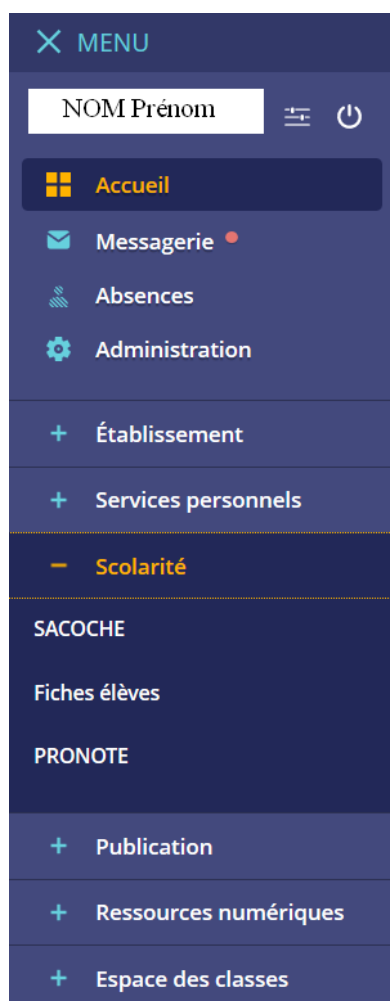 MENU
NOM Prénom
Accueil
Messagerie
Absences
Administration
Établissement
Services personnels
Scolarité
SACOCHE
Fiches élèves
PRONOTE
Publication
Ressources numériques
Espace des classes